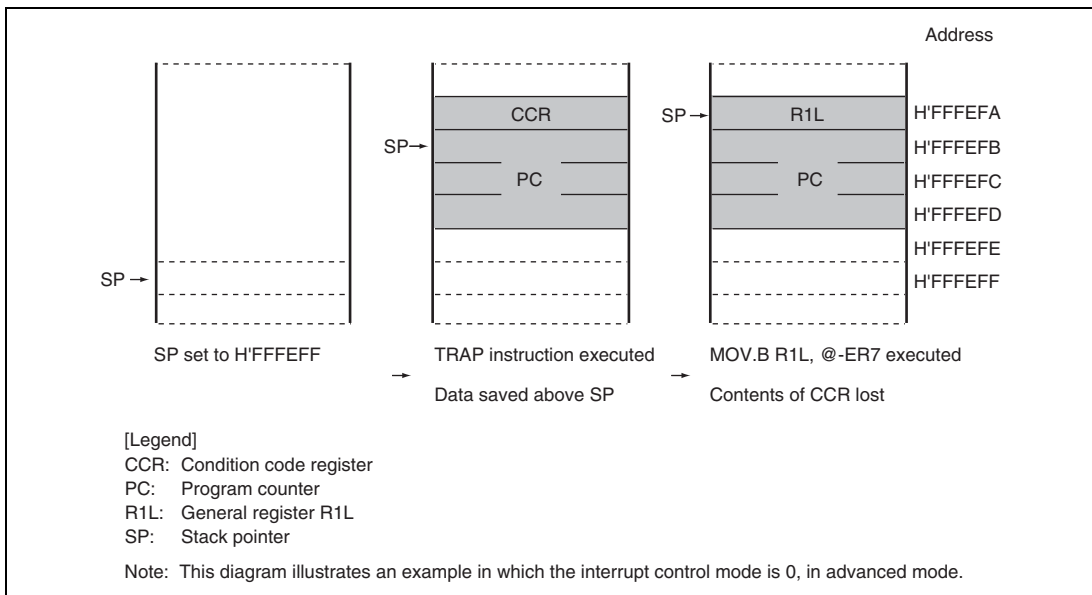 Address
CCR
SP
R1L
H'FFFEFA
SP
H'FFFEFB
PC
PC
H'FFFEFC
H'FFFEFD
H'FFFEFE
SP
H'FFFEFF
SP set to H'FFFEFF
TRAP instruction executed
MOV.B R1L, @-ER7 executed
Data saved above SP
Contents of CCR lost
[Legend]
CCR: Condition code register
PC: Program counter
R1L: General register R1L
SP: Stack pointer
Note: This diagram illustrates an example in which the interrupt control mode is 0, in advanced mode.